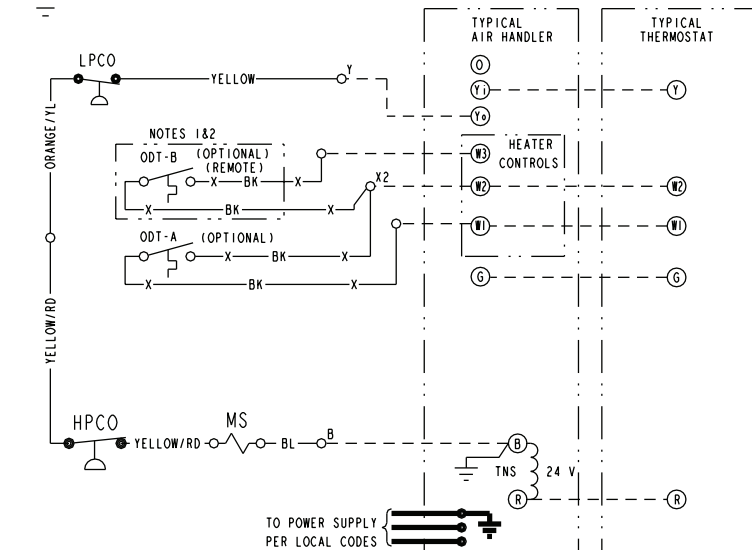 TYPICAL
AIR HANDLER
TYPICAL
THERMOSTAT
LPCO
YELLOW
Y
O
Yi
Y
Yo
ORANGE/YL
NOTES 1&2
ODT-B (OPTIONAL)
(REMOTE)
X BK X
W3
HEATER
CONTROLS
X2
W2
W2
X BK X
W1
W1
ODT-A (OPTIONAL)
X BK X
X BK X
G
G
YELLOW/RD
HPCO
MS
YELLOW/RD
BL
B
B
TNS
24 V
R
R
TO POWER SUPPLY
PER LOCAL CODES